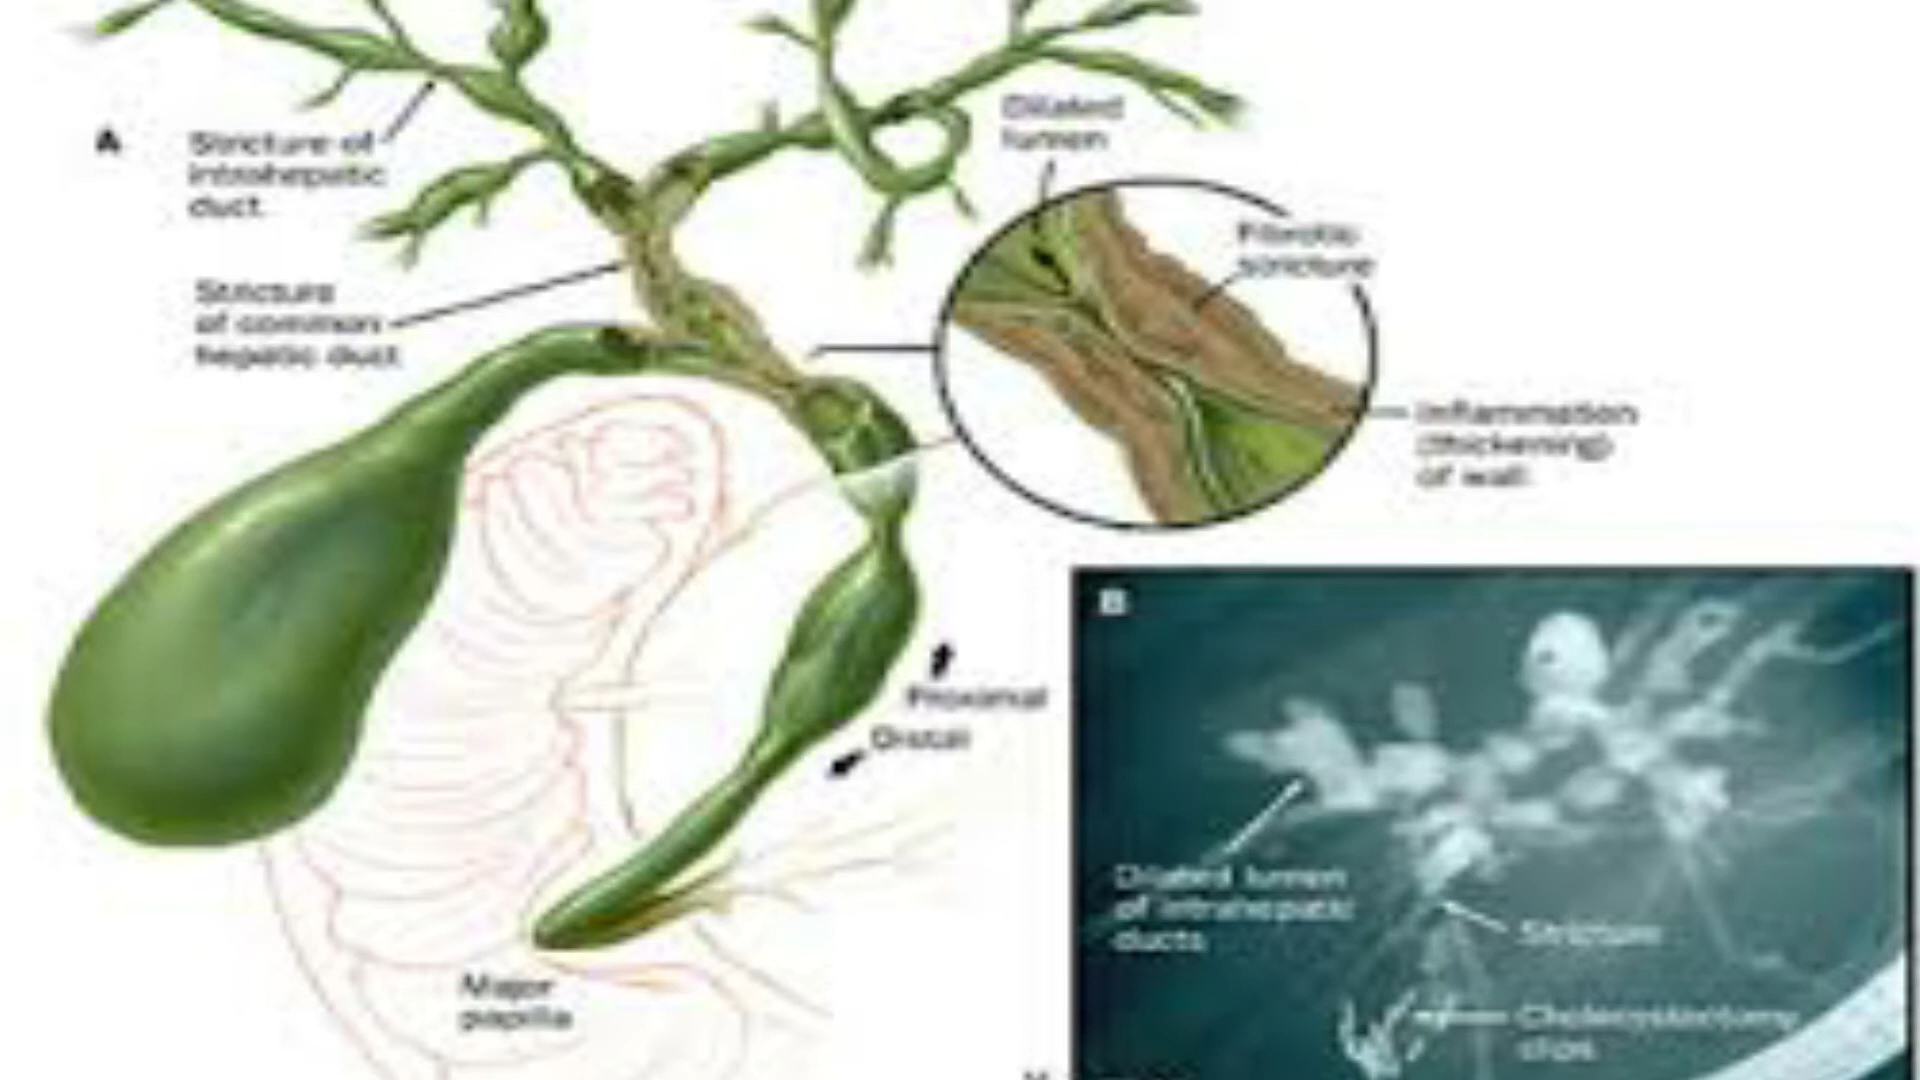 A
Stricture of
intrahepatic
duct
Stricture
of common
hepatic duct
Dilated
lumen
Fibrotic
stricture
Inflammation
(thickening)
of wall
Proximal
Distal
Major
papilla
B
Dilated lumen
of intrahepatic
ducts
Stricture
Cholecystectomy
clips